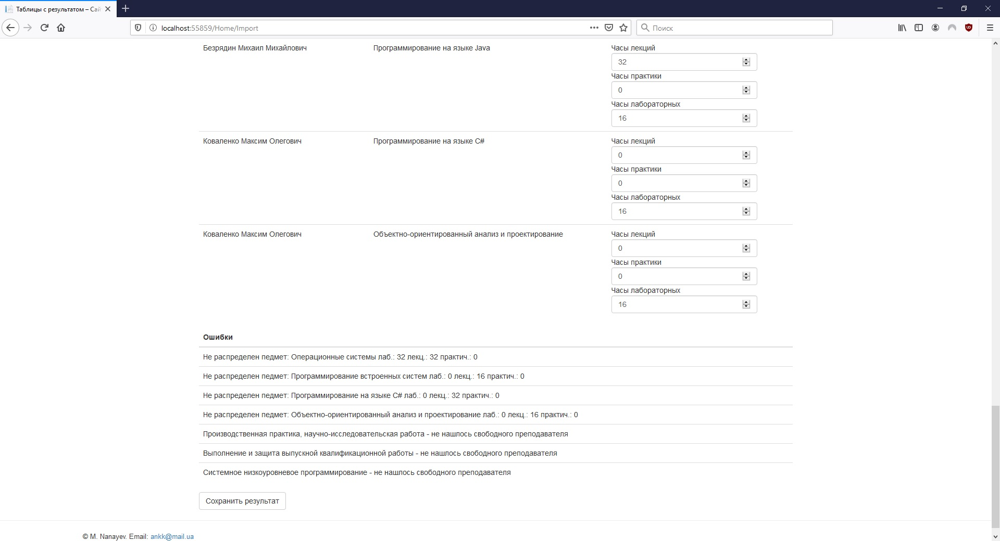 Таблицы с результатом – Сай
localhost:55859/Home/Import
Поиск
Безрядин Михаил Михайлович
Программирование на языке Java
Часы лекций
32
Часы практики
0
Часы лабораторных
16
Коваленко Максим Олегович
Программирование на языке C#
Часы лекций
0
Часы практики
0
Часы лабораторных
16
Коваленко Максим Олегович
Объектно-ориентированный анализ и проектирование
Часы лекций
0
Часы практики
0
Часы лабораторных
16
Ошибки
Не распределен педмет: Операционные системы лаб.: 32 лекц.: 32 практич.: 0
Не распределен педмет: Программирование встроенных систем лаб.: 0 лекц.: 16 практич.: 0
Не распределен педмет: Программирование на языке C# лаб.: 0 лекц.: 32 практич.: 0
Не распределен педмет: Объектно-ориентированный анализ и проектирование лаб.: 0 лекц.: 16 практич.: 0
Производственная практика, научно-исследовательская работа - не нашлось свободного преподавателя
Выполнение и защита выпускной квалификационной работы - не нашлось свободного преподавателя
Системное низкоуровневое программирование - не нашлось свободного преподавателя
Сохранить результат
© M. Nanayev. Email: ankk@mail.ua